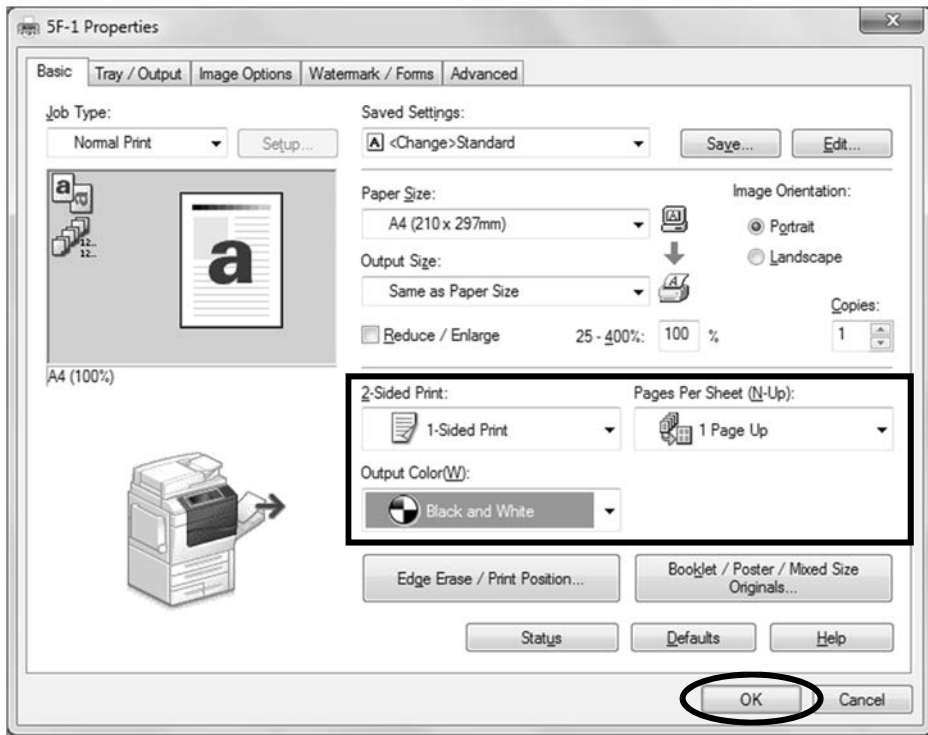 5F-1 Properties
X
Basic Tray / Output Image Options Watermark / Forms Advanced
Job Type:
Normal Print Setup...
Saved Settings:
A <Change>Standard Save... Edit...
a a
12..
12..
a
A4 (100%)
Paper Size:
A4 (210 x 297mm)
A
Output Size:
Same as Paper Size
A
Image Orientation:
Portrait
Landscape
Reduce / Enlarge 25 - 400%: 100 %
Copies:
1
2-Sided Print:
1-Sided Print
Pages Per Sheet (N-Up):
1 Page Up
Output Color(W):
Black and White
Edge Erase / Print Position...
Booklet / Poster / Mixed Size
Originals...
Status Defaults Help
OK Cancel